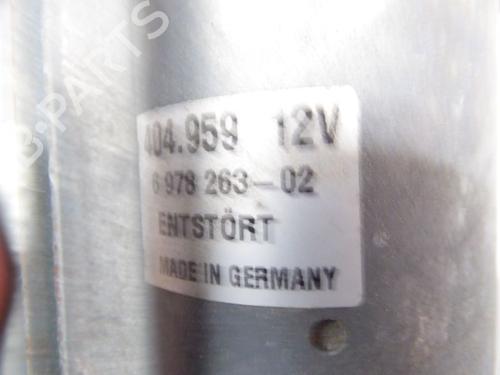 B-PARTS
404.959 12V
6 978 263-02
ENTSTÖRT
MADE IN GERMANY